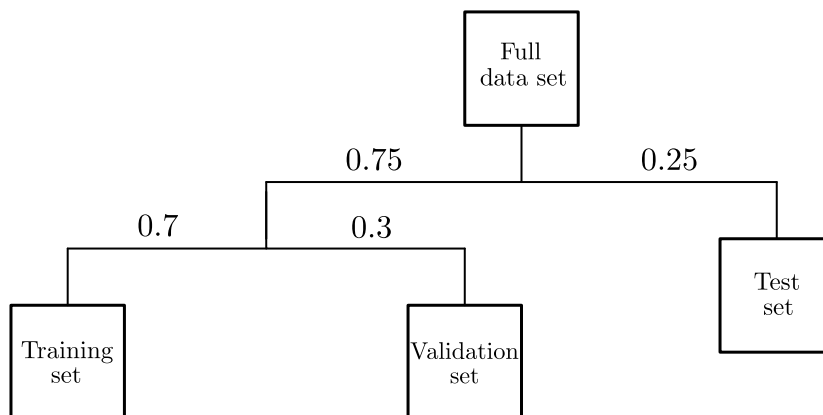 Full
data set
0.75
0.25
0.7
0.3
Test
set
Training
set
Validation
set